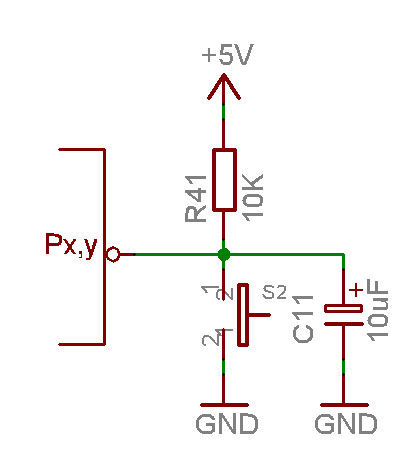 +5V
R41
10K
Px,y
1
2
S2
2
1
+
C11
10uF
GND
GND